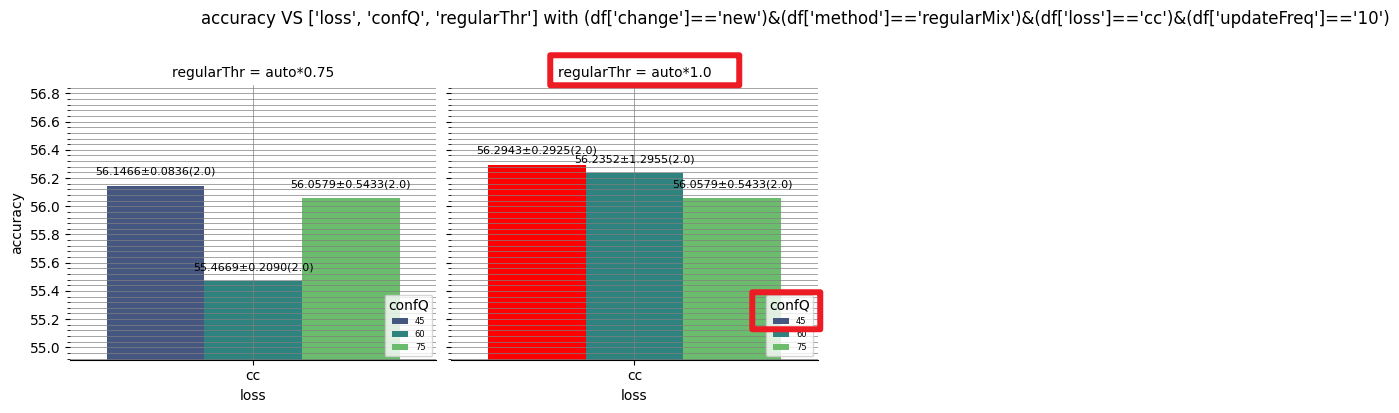 accuracy VS ['loss', 'confQ', 'regularThr'] with (df['change']=='new')&(df['method']=='regularMix')&(df['loss']=='cc')&(df['updateFreq']=='10')
regularThr = auto*0.75
regularThr = auto*1.0
56.8
56.6
56.4
56.2
56.0
55.8
55.6
55.4
55.2
55.0
accuracy
56.1466±0.0836(2.0)
55.4669±0.2090(2.0)
56.0579±0.5433(2.0)
confQ
45
60
75
cc
loss
56.2943±0.2925(2.0)
56.2352±1.2955(2.0)
56.0579±0.5433(2.0)
confQ
45
60
75
cc
loss